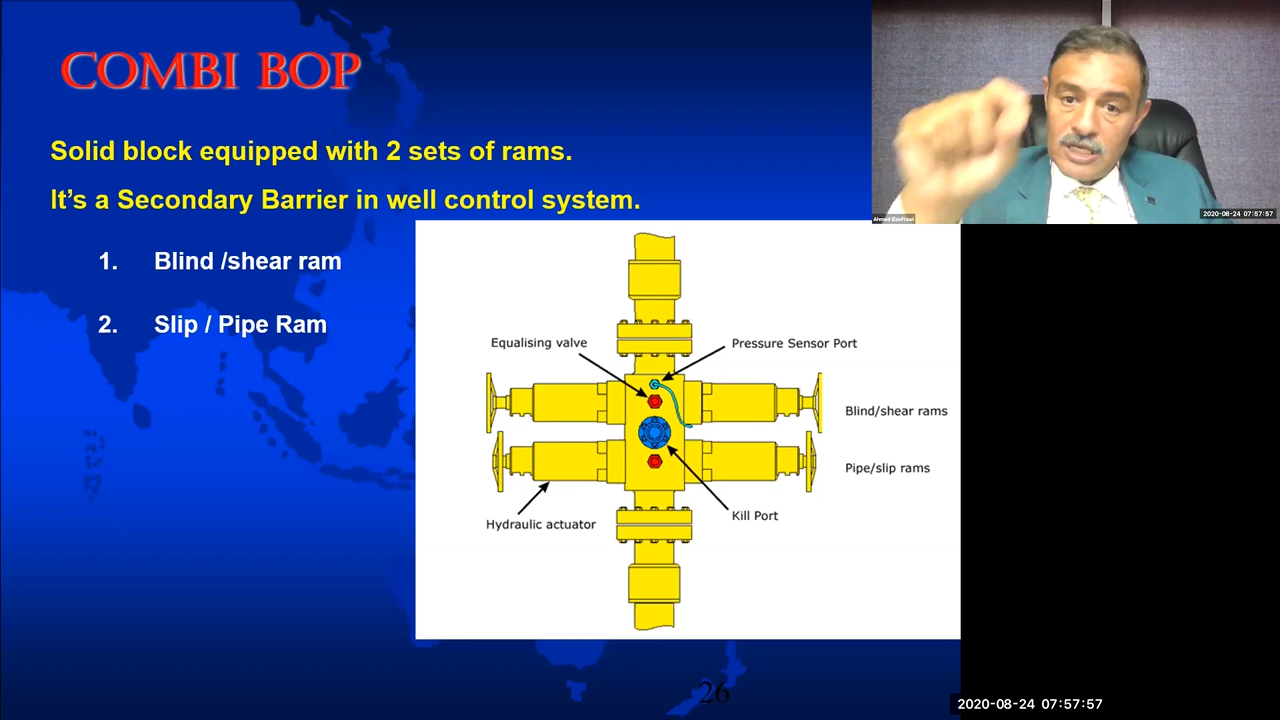 COMBI BOP
Solid block equipped with 2 sets of rams.
It’s a Secondary Barrier in well control system.
1. Blind /shear ram
2. Slip / Pipe Ram
Equalising valve
Pressure Sensor Port
Blind/shear rams
Pipe/slip rams
Hydraulic actuator
Kill Port
26
Ahmed Elzeftawi
2020-08-24 07:57:57
2020-08-24 07:57:57